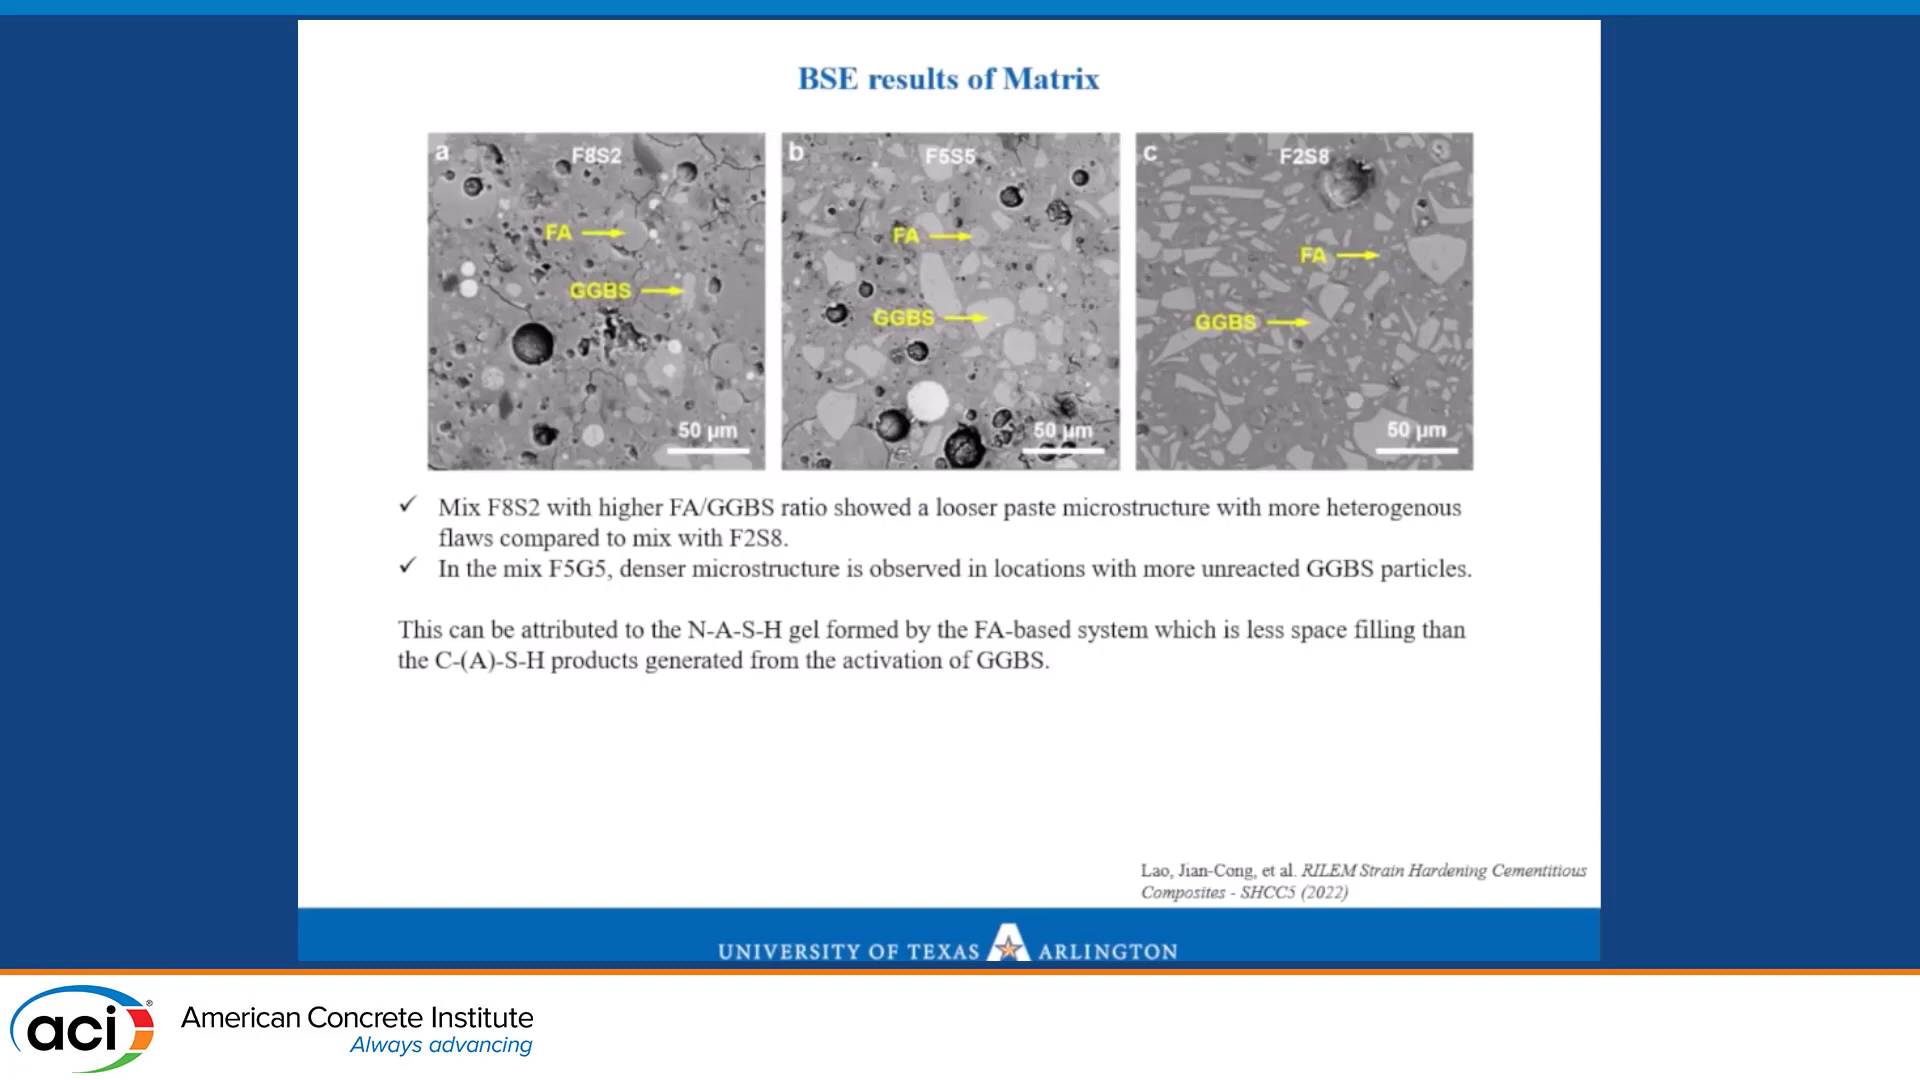 BSE results of Matrix
a F8S2
FA
GGBS
50 µm
b F5S5
FA
GGBS
50 µm
c F2S8
FA
GGBS
50 µm
✓ Mix F8S2 with higher FA/GGBS ratio showed a looser paste microstructure with more heterogenous
flaws compared to mix with F2S8.
✓ In the mix F5G5, denser microstructure is observed in locations with more unreacted GGBS particles.
This can be attributed to the N-A-S-H gel formed by the FA-based system which is less space filling than
the C-(A)-S-H products generated from the activation of GGBS.
Lao, Jian-Cong, et al. RILEM Strain Hardening Cementitious
Composites - SHCC5 (2022)
UNIVERSITY OF TEXAS A ARLINGTON
aci® American Concrete Institute
Always advancing